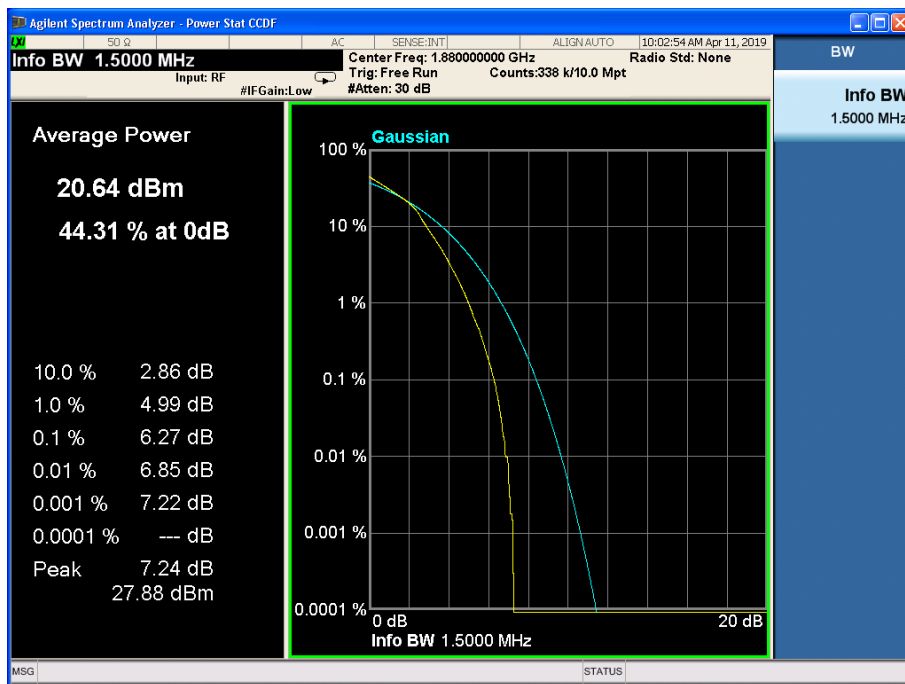 Agilent Spectrum Analyzer - Power Stat CCDF
LXI 50 Ω AC SENSE:INT ALIGN AUTO 10:02:54 AM Apr 11, 2019
Info BW 1.5000 MHz
Center Freq: 1.880000000 GHz Radio Std: None
Input: RF Trig: Free Run Counts:338 k/10.0 Mpt
#IFGain:Low #Atten: 30 dB
BW
Info BW
1.5000 MHz
Average Power
20.64 dBm
44.31 % at 0dB
10.0 % 2.86 dB
1.0 % 4.99 dB
0.1 % 6.27 dB
0.01 % 6.85 dB
0.001 % 7.22 dB
0.0001 % --- dB
Peak 7.24 dB
27.88 dBm
Gaussian
100 %
10 %
1 %
0.1 %
0.01 %
0.001 %
0.0001 %
0 dB 20 dB
Info BW 1.5000 MHz
MSG STATUS